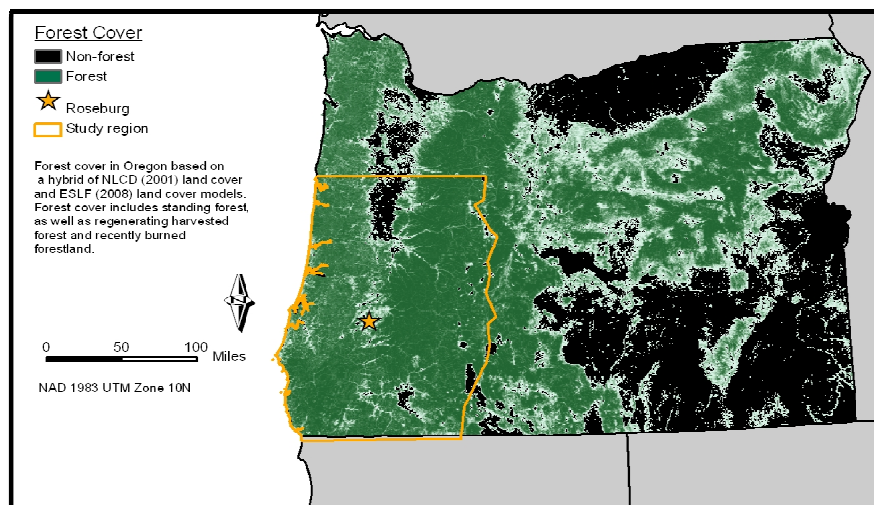 Forest Cover
Non-forest
Forest
Roseburg
Study region
Forest cover in Oregon based on
a hybrid of NLCD (2001) land cover
and ESLF (2008) land cover models.
Forest cover includes standing forest,
as well as regenerating harvested
forest and recently burned
forestland.
N
0 50 100 Miles
NAD 1983 UTM Zone 10N